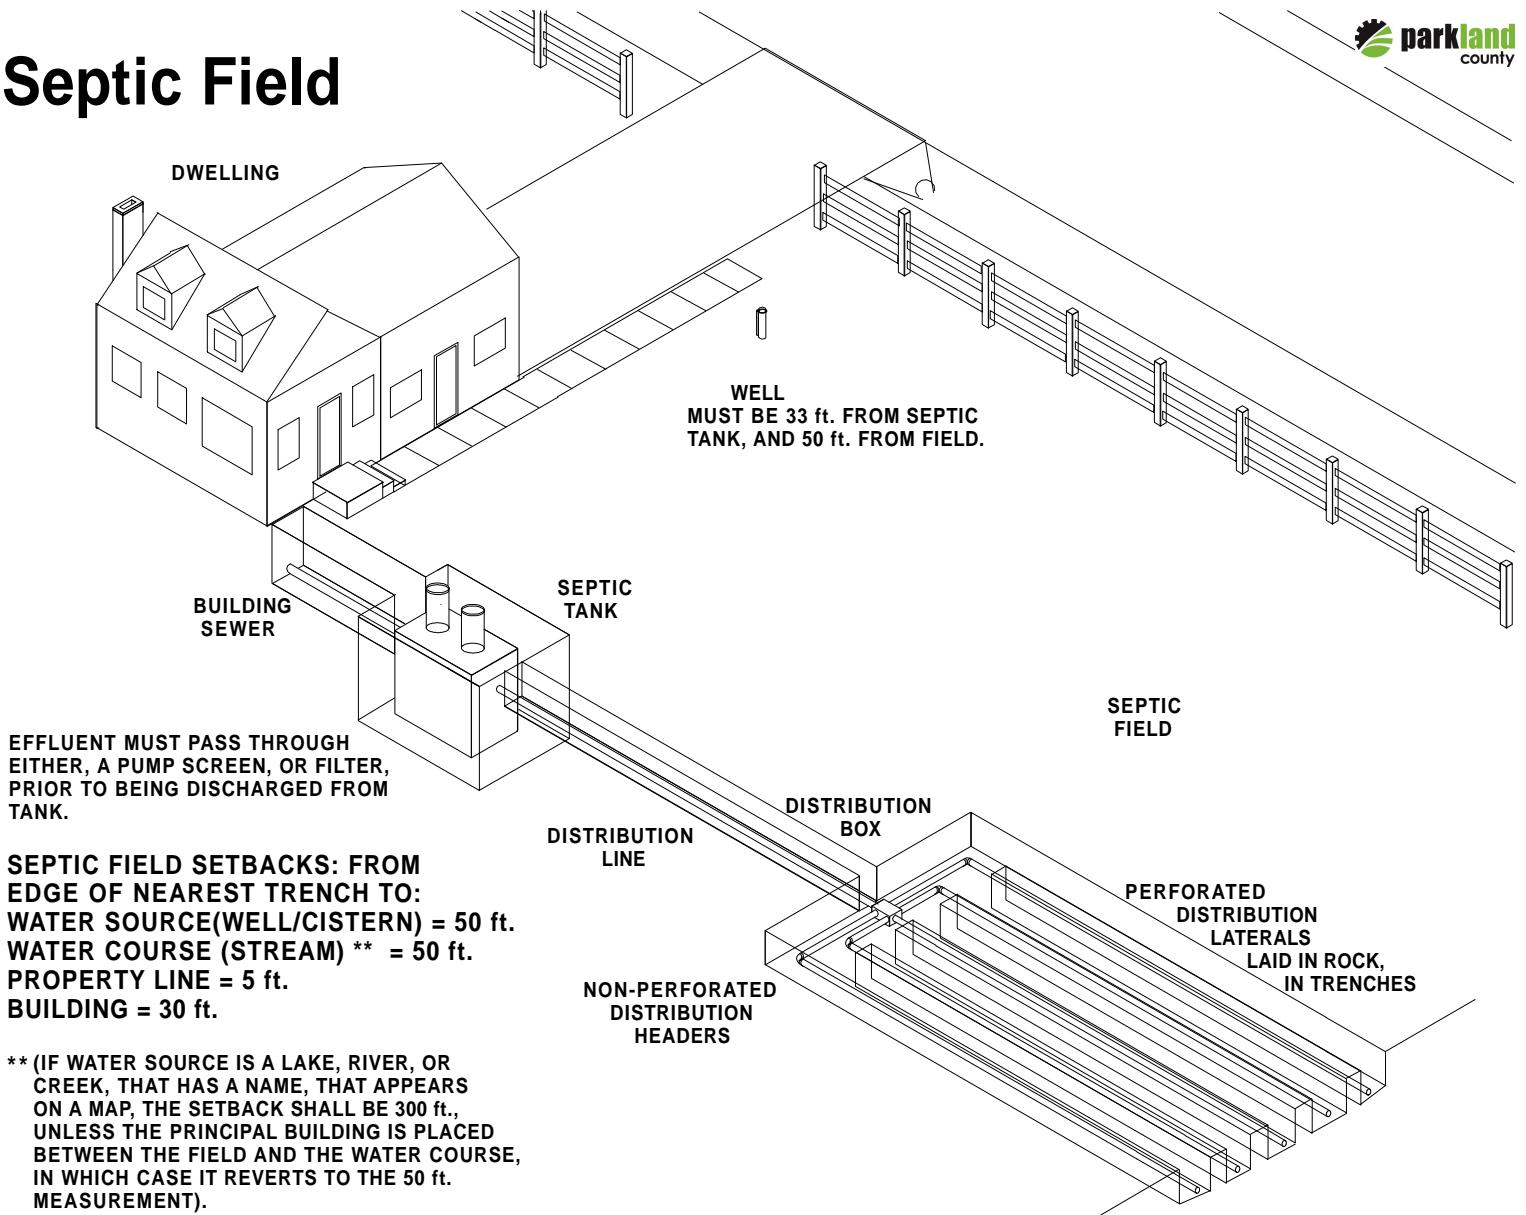 Septic Field
parkland
county
DWELLING
WELL
MUST BE 33 ft. FROM SEPTIC
TANK, AND 50 ft. FROM FIELD.
SEPTIC
TANK
BUILDING
SEWER
SEPTIC
FIELD
EFFLUENT MUST PASS THROUGH
EITHER, A PUMP SCREEN, OR FILTER,
PRIOR TO BEING DISCHARGED FROM
TANK.
DISTRIBUTION
BOX
DISTRIBUTION
LINE
SEPTIC FIELD SETBACKS: FROM
EDGE OF NEAREST TRENCH TO:
WATER SOURCE(WELL/CISTERN) = 50 ft.
WATER COURSE (STREAM) ** = 50 ft.
PROPERTY LINE = 5 ft.
BUILDING = 30 ft.
PERFORATED
DISTRIBUTION
LATERALS
LAID IN ROCK,
IN TRENCHES
NON-PERFORATED
DISTRIBUTION
HEADERS
** (IF WATER SOURCE IS A LAKE, RIVER, OR
CREEK, THAT HAS A NAME, THAT APPEARS
ON A MAP, THE SETBACK SHALL BE 300 ft.,
UNLESS THE PRINCIPAL BUILDING IS PLACED
BETWEEN THE FIELD AND THE WATER COURSE,
IN WHICH CASE IT REVERTS TO THE 50 ft.
MEASUREMENT).